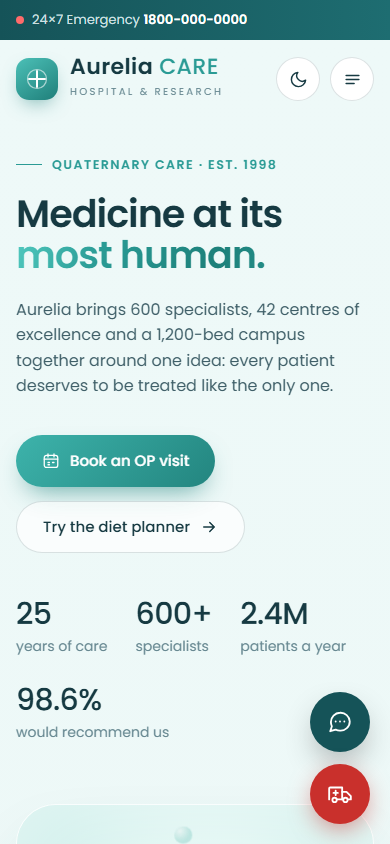 24×7 Emergency 1800-000-0000
Aurelia CARE
HOSPITAL & RESEARCH
QUATERNARY CARE · EST. 1998
Medicine at its
most human.
Aurelia brings 600 specialists, 42 centres of
excellence and a 1,200-bed campus
together around one idea: every patient
deserves to be treated like the only one.
Book an OP visit
Try the diet planner →
25 600+ 2.4M
years of care specialists patients a year
98.6%
would recommend us